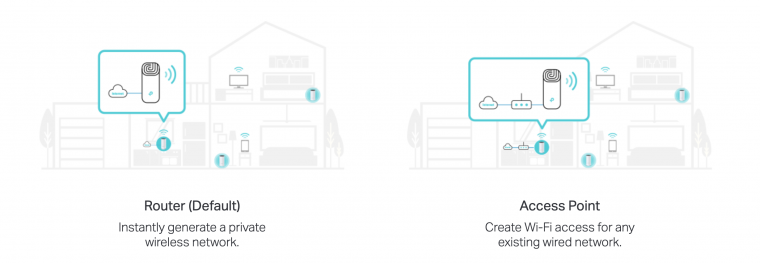 Router (Default)
Instantly generate a private
wireless network.
Access Point
Create Wi-Fi access for any
existing wired network.